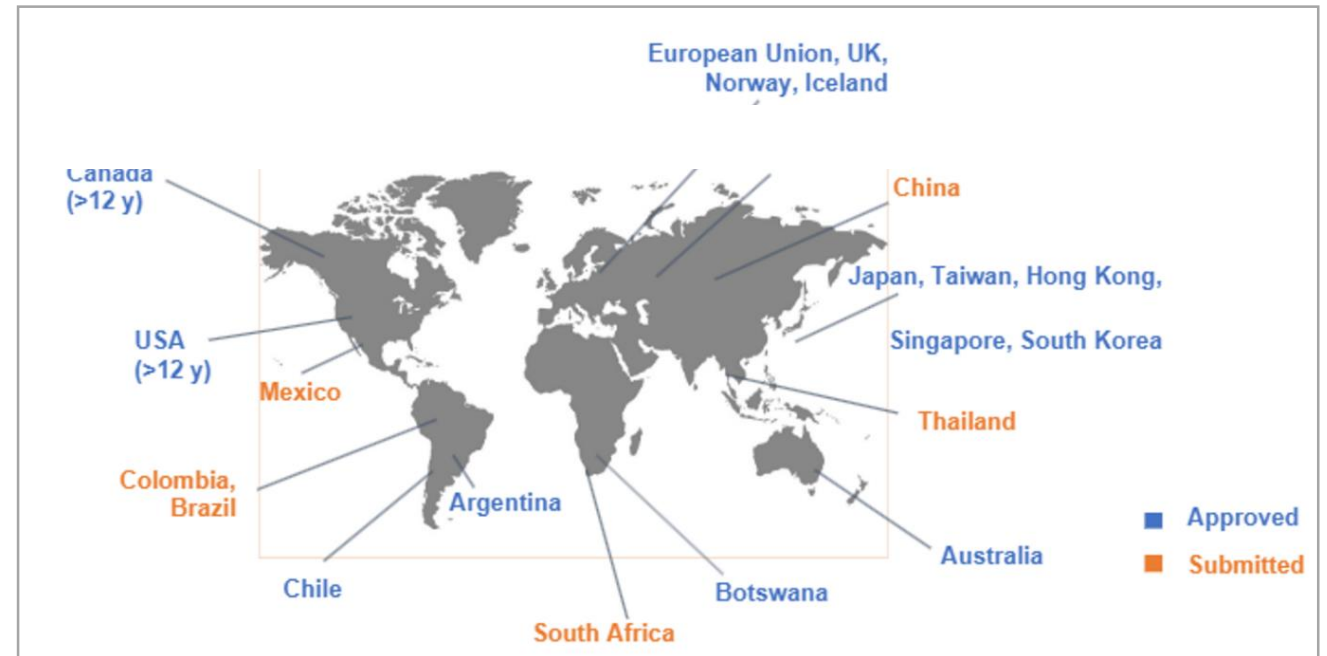 European Union, UK,
Norway, Iceland
Canada
(>12 y)
China
Japan, Taiwan, Hong Kong,
Singapore, South Korea
USA
(>12 y)
Mexico
Thailand
Colombia,
Brazil
Argentina
Chile
Botswana
South Africa
Australia
Approved
Submitted